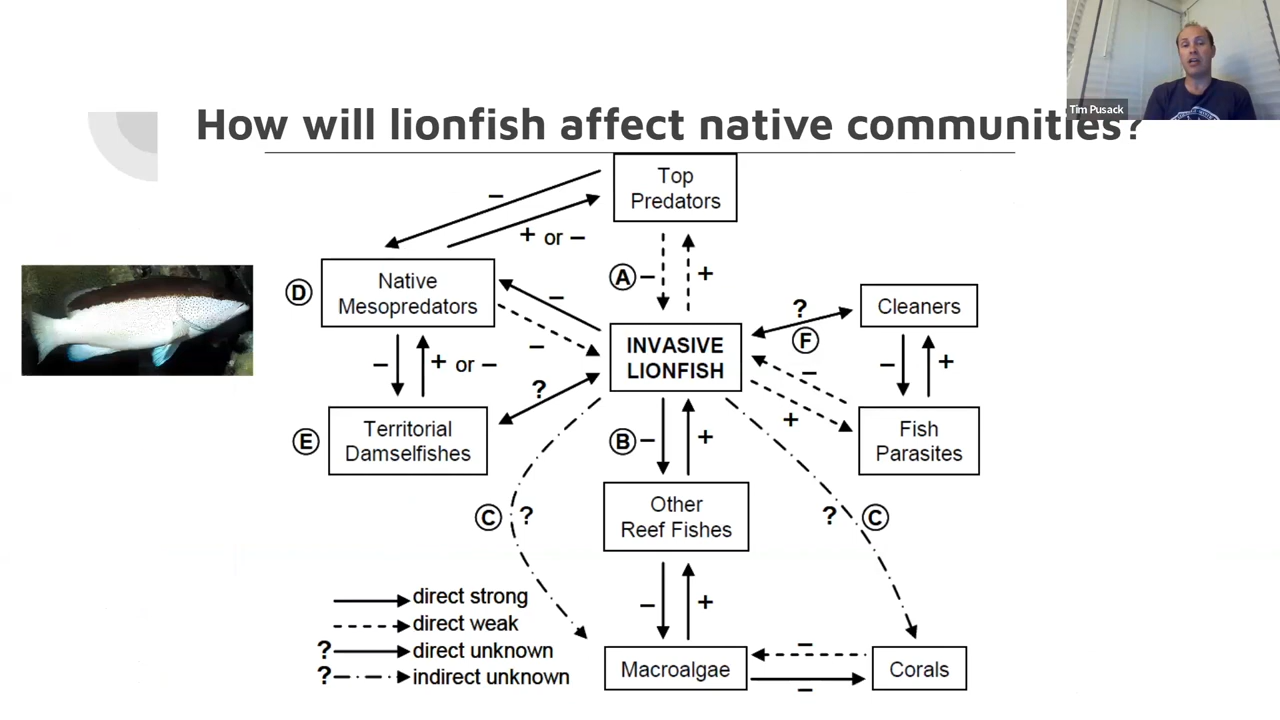 Tim Pusack
How will lionfish affect native communities?
Top
Predators
−
+ or −
A − +
D
Native
Mesopredators
−
−
− + or −
?
INVASIVE
LIONFISH
?
F
Cleaners
−
+
− +
E
Territorial
Damselfishes
B − +
Fish
Parasites
C ?
Other
Reef Fishes
? C
− +
direct strong
direct weak
? direct unknown
? indirect unknown
Macroalgae
−
−
Corals